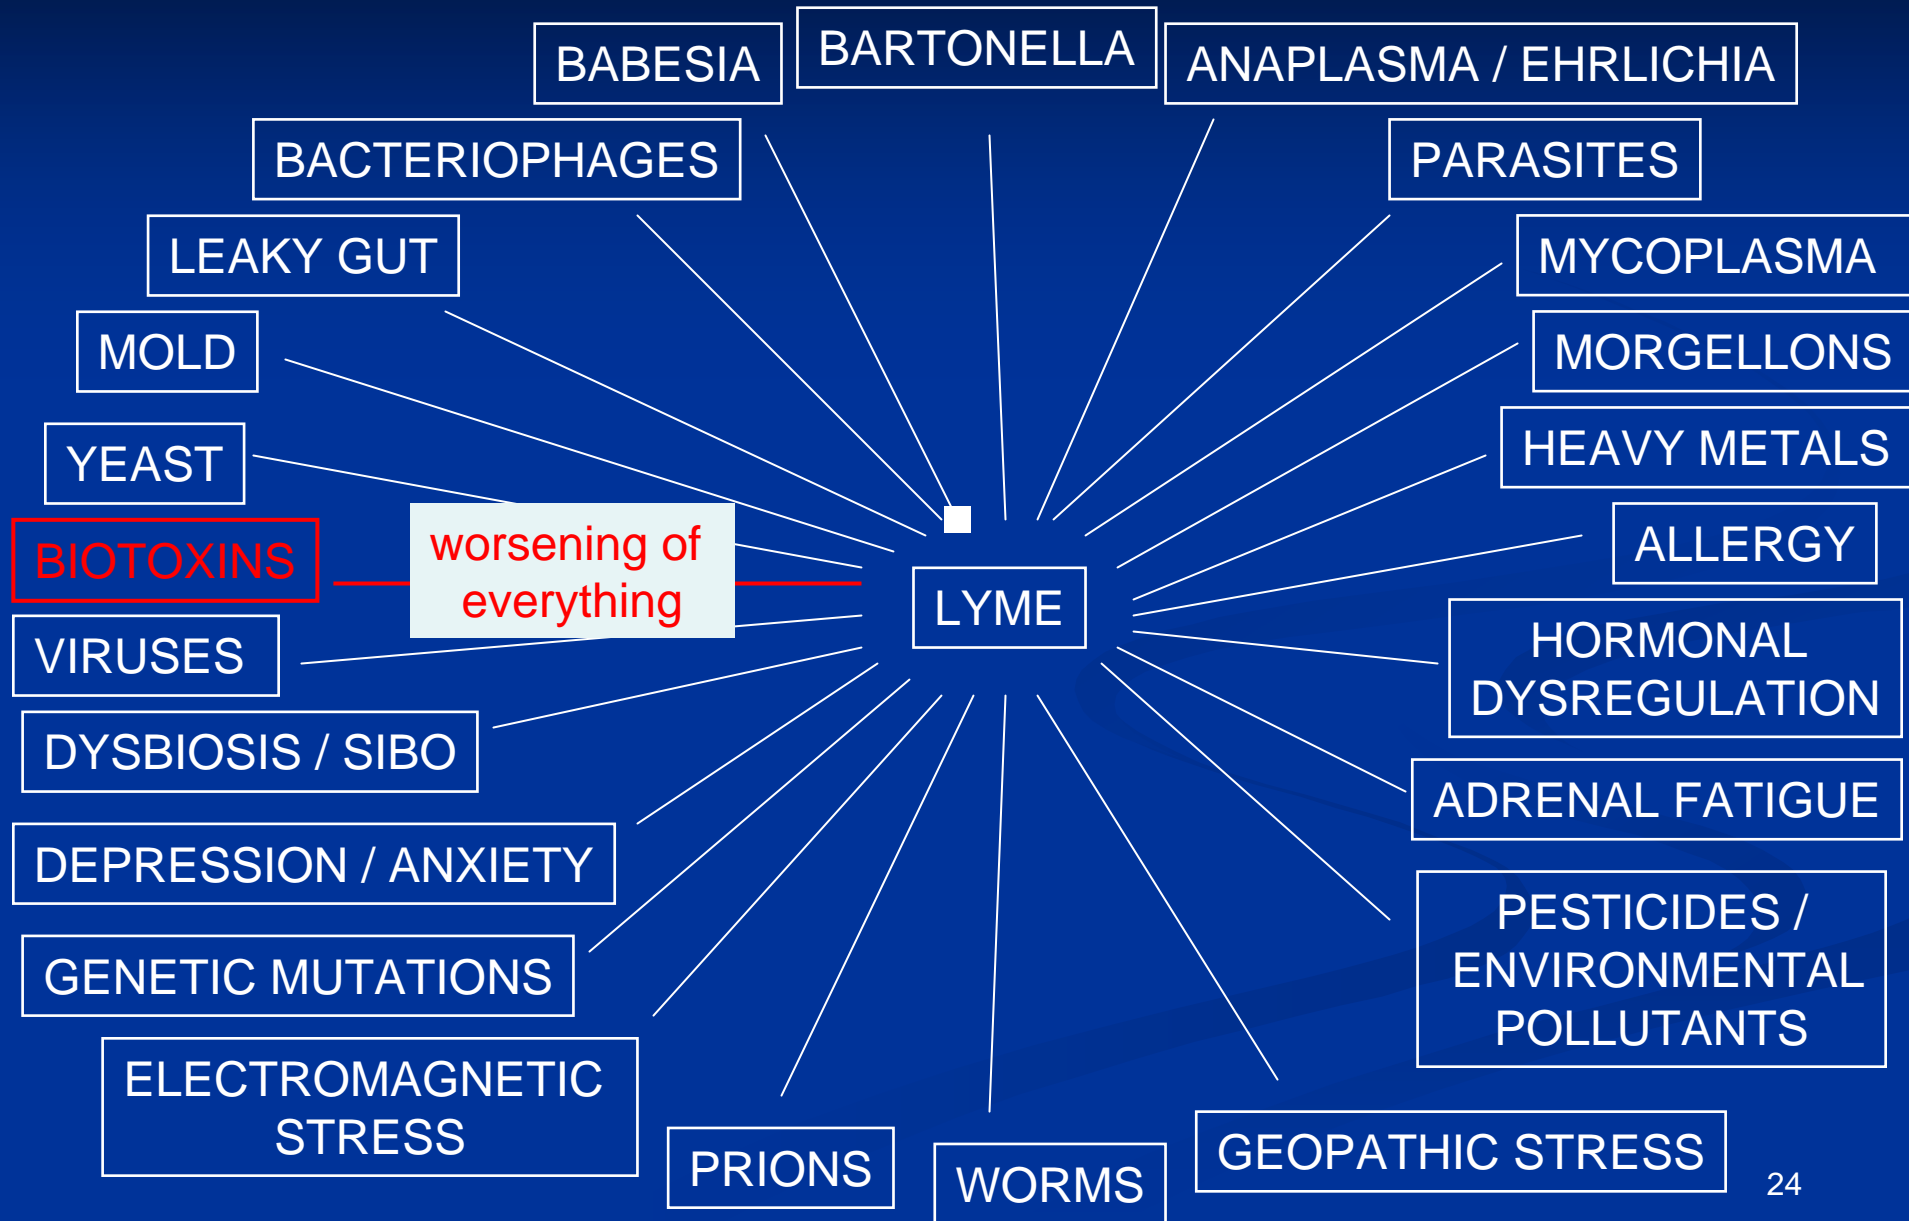 BABESIA
BARTONELLA
ANAPLASMA / EHRLICHIA
BACTERIOPHAGES
PARASITES
LEAKY GUT
MYCOPLASMA
MOLD
MORGELLONS
YEAST
HEAVY METALS
BIOTOXINS
worsening of
everything
ALLERGY
LYME
VIRUSES
HORMONAL
DYSREGULATION
DYSBIOSIS / SIBO
ADRENAL FATIGUE
DEPRESSION / ANXIETY
PESTICIDES /
ENVIRONMENTAL
POLLUTANTS
GENETIC MUTATIONS
ELECTROMAGNETIC
STRESS
PRIONS
WORMS
GEOPATHIC STRESS
24